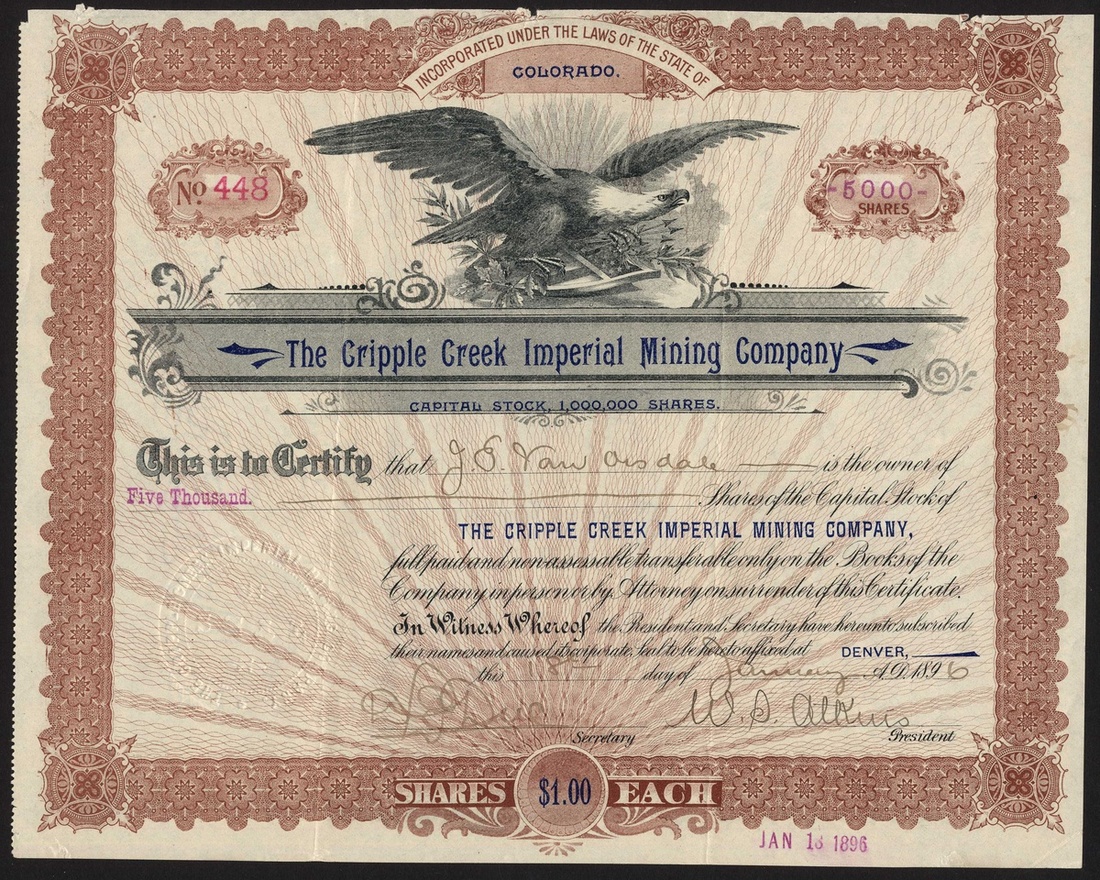 INCORPORATED UNDER THE LAWS OF THE STATE OF
COLORADO.
No. 448
-5000-
SHARES
The Cripple Creek Imperial Mining Company
CAPITAL STOCK, 1,000,000 SHARES.
This is to Certify that J. E. Van Arsdale is the owner of
Five Thousand. Shares of the Capital Stock of
THE CRIPPLE CREEK IMPERIAL MINING COMPANY,
full paid and non-assessable transferable only on the Books of the
Company in person or by Attorney on surrender of this Certificate.
In Witness Whereof the President and Secretary have hereunto subscribed
their names and caused its corporate seal to be hereto affixed at DENVER,
this day of January A.D. 1896
W. S.
Secretary President
SHARES $1.00 EACH
JAN 1896